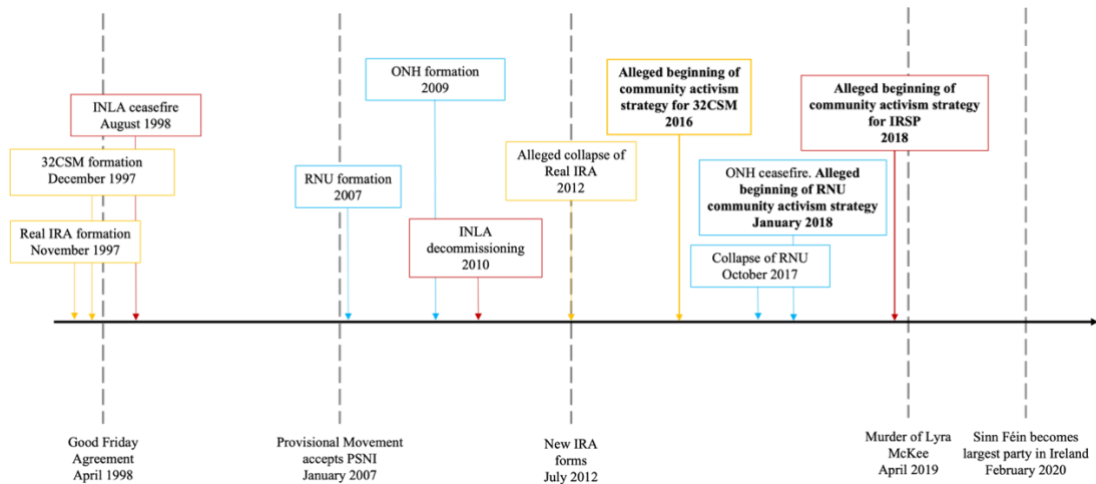 INLA ceasefire
August 1998
32CSM formation
December 1997
Real IRA formation
November 1997
RNU formation
2007
ONH formation
2009
INLA
decommissioning
2010
Alleged collapse of
Real IRA
2012
Alleged beginning of
community activism
strategy for 32CSM
2016
ONH ceasefire. Alleged
beginning of RNU
community activism strategy
January 2018
Collapse of RNU
October 2017
Alleged beginning of
community activism strategy
for IRSP
2018
Good Friday
Agreement
April 1998
Provisional Movement
accepts PSNI
January 2007
New IRA
forms
July 2012
Murder of Lyra
McKee
April 2019
Sinn Féin becomes
largest party in Ireland
February 2020